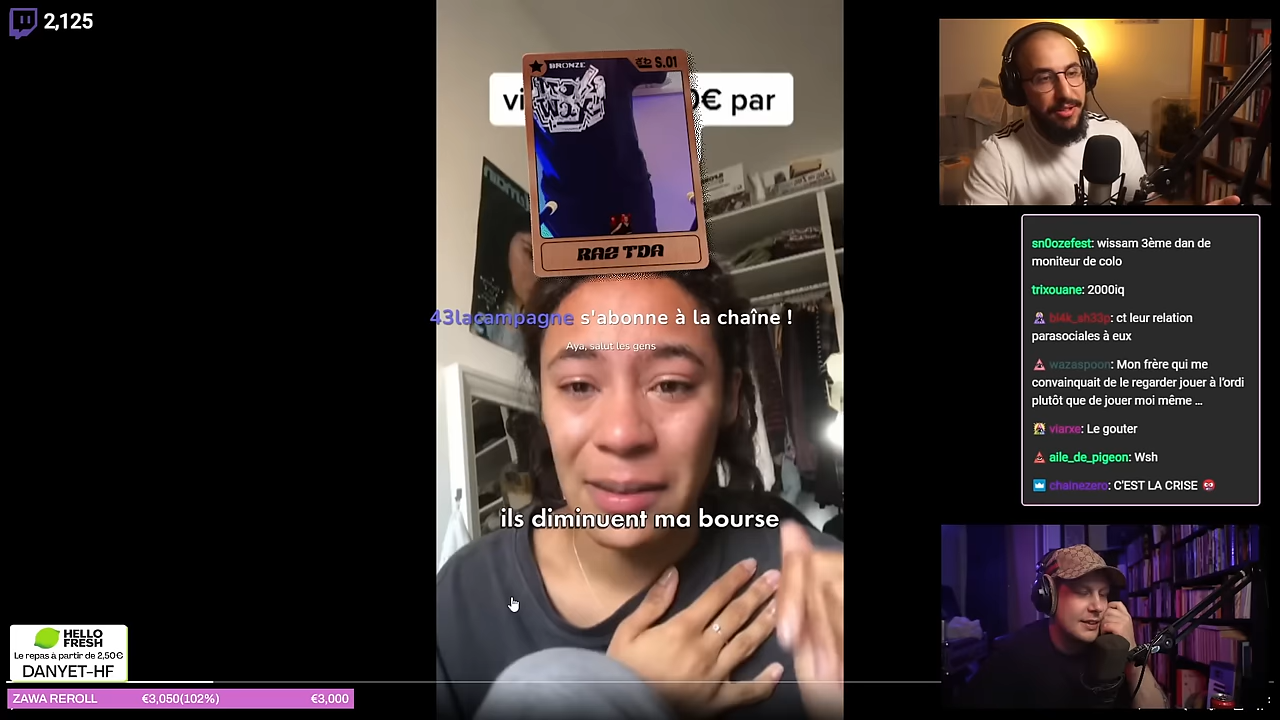 2,125
BRONZE
S.01
vi
0€ par
RAZ TDA
43lacampagne s'abonne à la chaîne !
Aya, salut les gens
ils diminuent ma bourse
sn0ozefest: wissam 3ème dan de
moniteur de colo
trixouane: 2000iq
bl4k_sh33p: ct leur relation
parasociales à eux
wazaspoon: Mon frère qui me
convainquait de le regarder jouer à l'ordi
plutôt que de jouer moi même ...
viarxe: Le gouter
aile_de_pigeon: Wsh
chainezero: C'EST LA CRISE
HELLO
FRESH
Le repas à partir de 2,50€
DANYET-HF
ZAWA REROLL €3,050(102%) €3,000